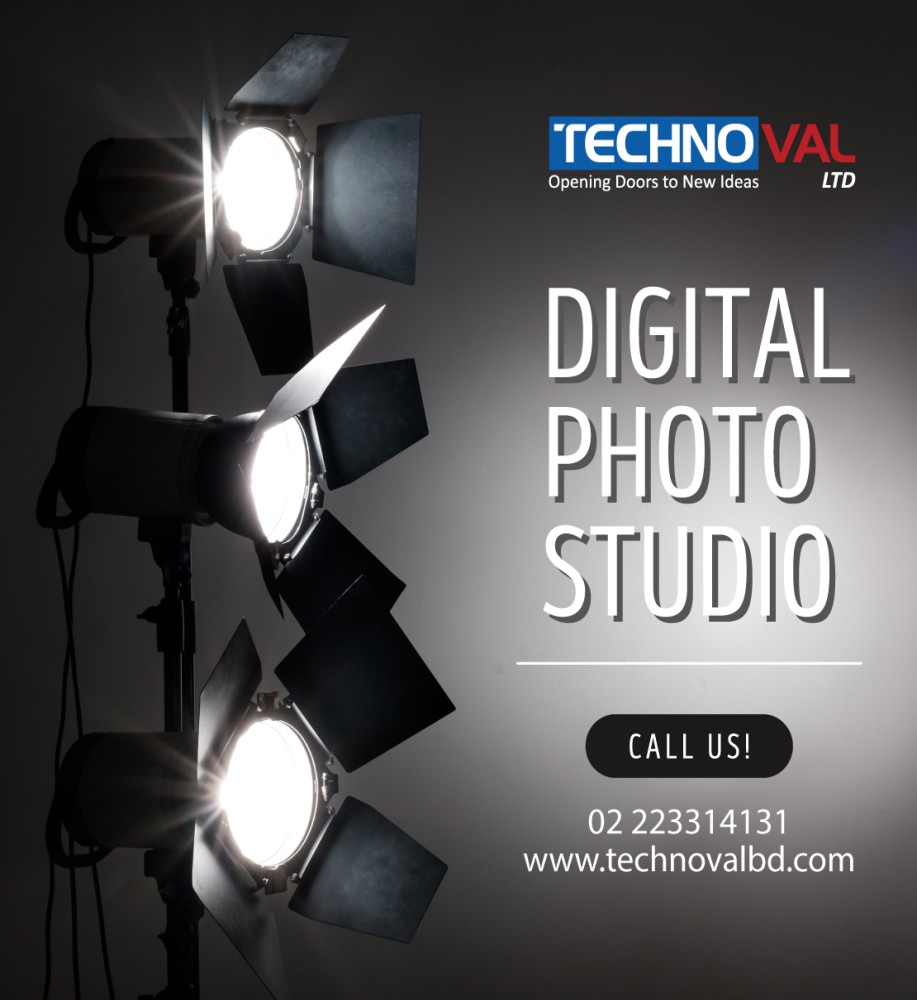 TECHNOVAL
Opening Doors to New Ideas LTD
DIGITAL
PHOTO
STUDIO
CALL US!
02 223314131
www.technovalbd.com